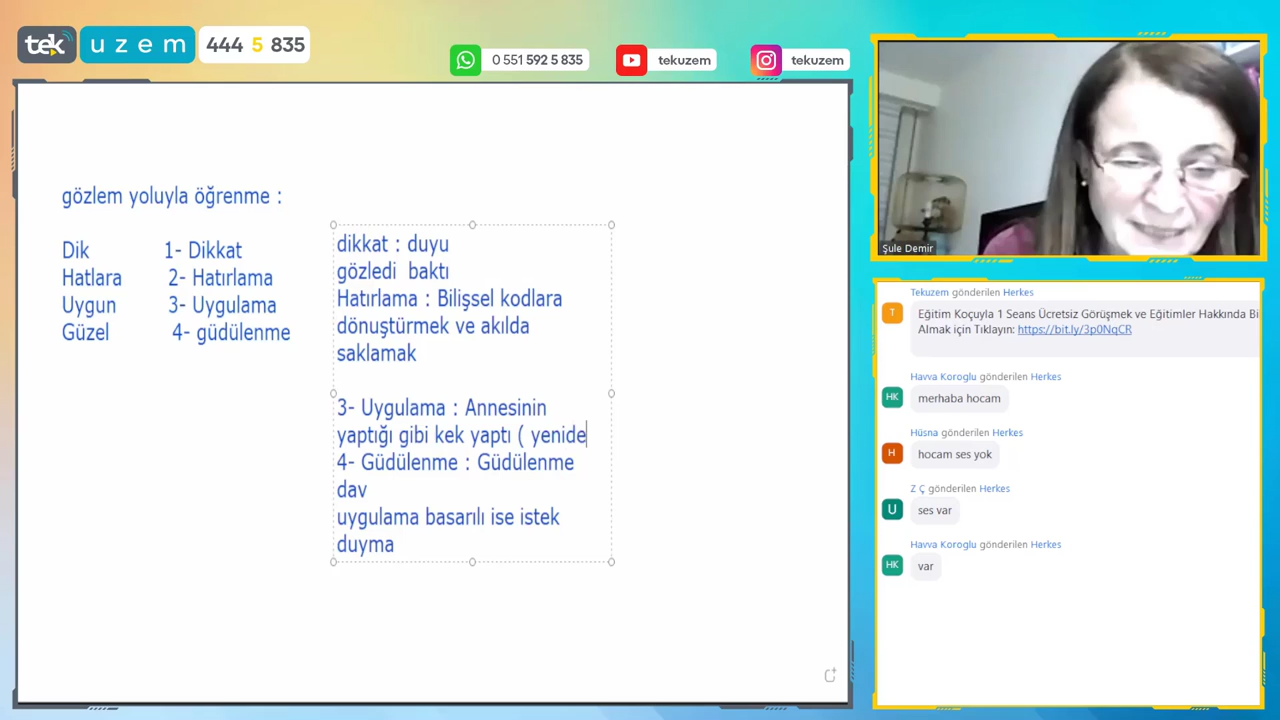 tek
uzem
444 5 835
0 551 592 5 835
tekuzem
tekuzem
gözlem yoluyla öğrenme :
Dik 1- Dikkat
Hatlara 2- Hatırlama
Uygun 3- Uygulama
Güzel 4- güdülenme
dikkat : duyu
gözledi baktı
Hatırlama : Bilişsel kodlara
dönuştürmek ve akılda
saklamak
3- Uygulama : Annesinin
yaptığı gibi kek yaptı ( yenide
4- Güdülenme : Güdülenme
dav
uygulama basarılı ise istek
duyma
Şule Demir
Tekuzem gönderilen Herkes
T
Eğitim Koçuyla 1 Seans Ücretsiz Görüşmek ve Eğitimler Hakkında Bi
Almak için Tıklayın: https://bit.ly/3p0NqCR
Havva Koroglu gönderilen Herkes
HK
merhaba hocam
Hüsna gönderilen Herkes
H
hocam ses yok
Z Ç gönderilen Herkes
U
ses var
Havva Koroglu gönderilen Herkes
HK
var